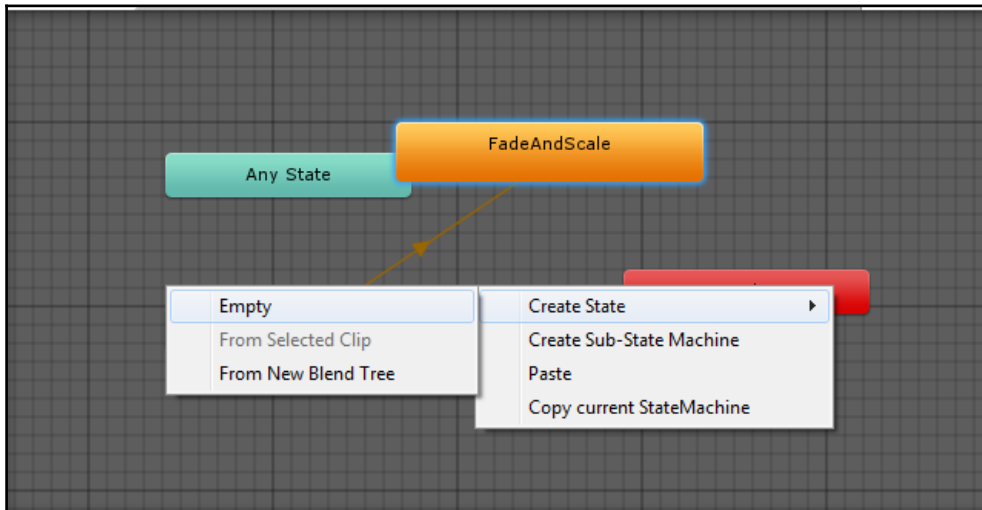 FadeAndScale
Any State
Empty
From Selected Clip
From New Blend Tree
Create State
Create Sub-State Machine
Paste
Copy current StateMachine